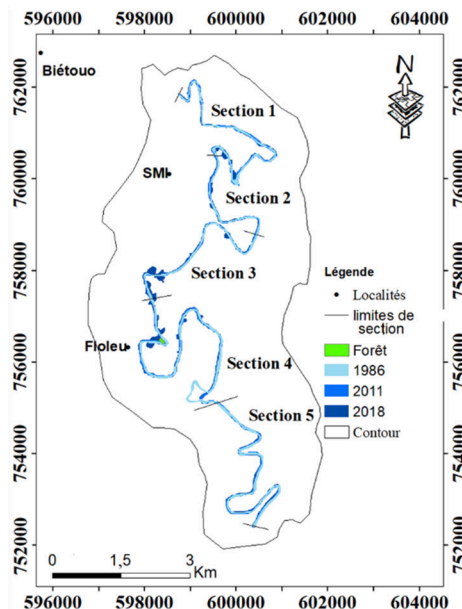 596000 598000 600000 602000 604000
762000
760000
758000
756000
754000
752000
Biétouo
N
Section 1
SMI
Section 2
Section 3
Floleu
Section 4
Section 5
Légende
Localités
limites de
section
Forêt
1986
2011
2018
Contour
762000
760000
758000
756000
754000
752000
0 1,5 3
Km
596000 598000 600000 602000 604000